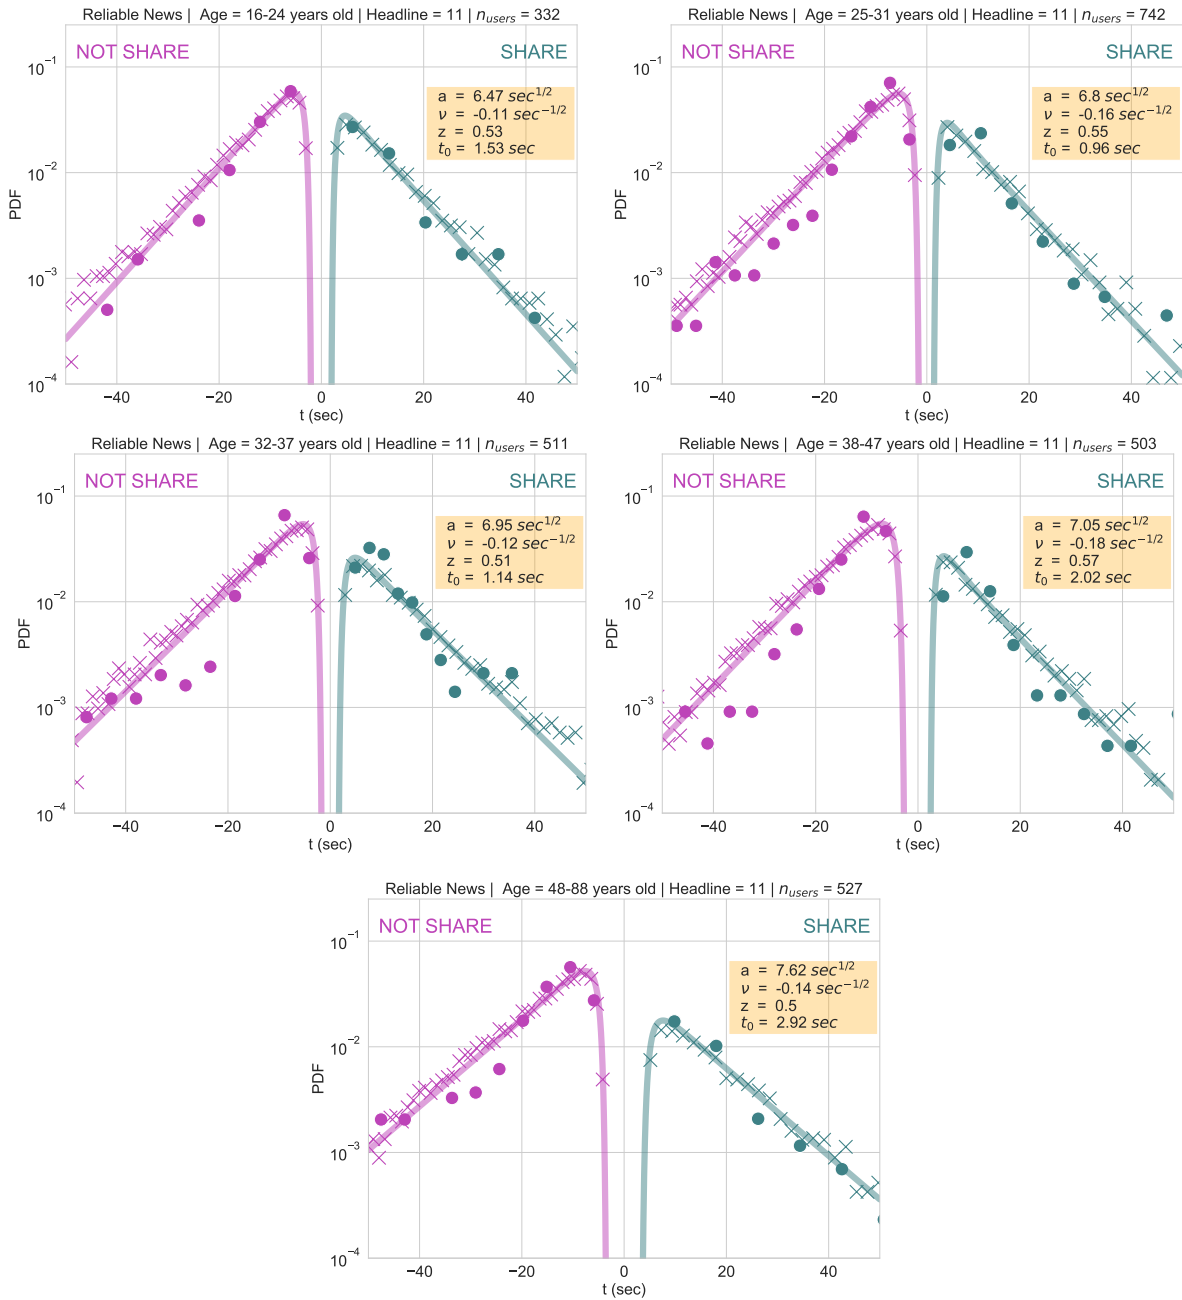 Reliable News | Age = 16-24 years old | Headline = 11 | n_users = 332
NOT SHARE
SHARE
a = 6.47 sec^1/2
ν = -0.11 sec^−1/2
z = 0.53
t_0 = 1.53 sec
PDF
10^−1
10^−2
10^−3
10^−4
−40 −20 0 20 40
t (sec)
Reliable News | Age = 25-31 years old | Headline = 11 | n_users = 742
NOT SHARE
SHARE
a = 6.8 sec^1/2
ν = -0.16 sec^−1/2
z = 0.55
t_0 = 0.96 sec
PDF
10^−1
10^−2
10^−3
10^−4
−40 −20 0 20 40
t (sec)
Reliable News | Age = 32-37 years old | Headline = 11 | n_users = 511
NOT SHARE
SHARE
a = 6.95 sec^1/2
ν = -0.12 sec^−1/2
z = 0.51
t_0 = 1.14 sec
PDF
10^−1
10^−2
10^−3
10^−4
−40 −20 0 20 40
t (sec)
Reliable News | Age = 38-47 years old | Headline = 11 | n_users = 503
NOT SHARE
SHARE
a = 7.05 sec^1/2
ν = -0.18 sec^−1/2
z = 0.57
t_0 = 2.02 sec
PDF
10^−1
10^−2
10^−3
10^−4
−40 −20 0 20 40
t (sec)
Reliable News | Age = 48-88 years old | Headline = 11 | n_users = 527
NOT SHARE
SHARE
a = 7.62 sec^1/2
ν = -0.14 sec^−1/2
z = 0.5
t_0 = 2.92 sec
PDF
10^−1
10^−2
10^−3
10^−4
−40 −20 0 20 40
t (sec)